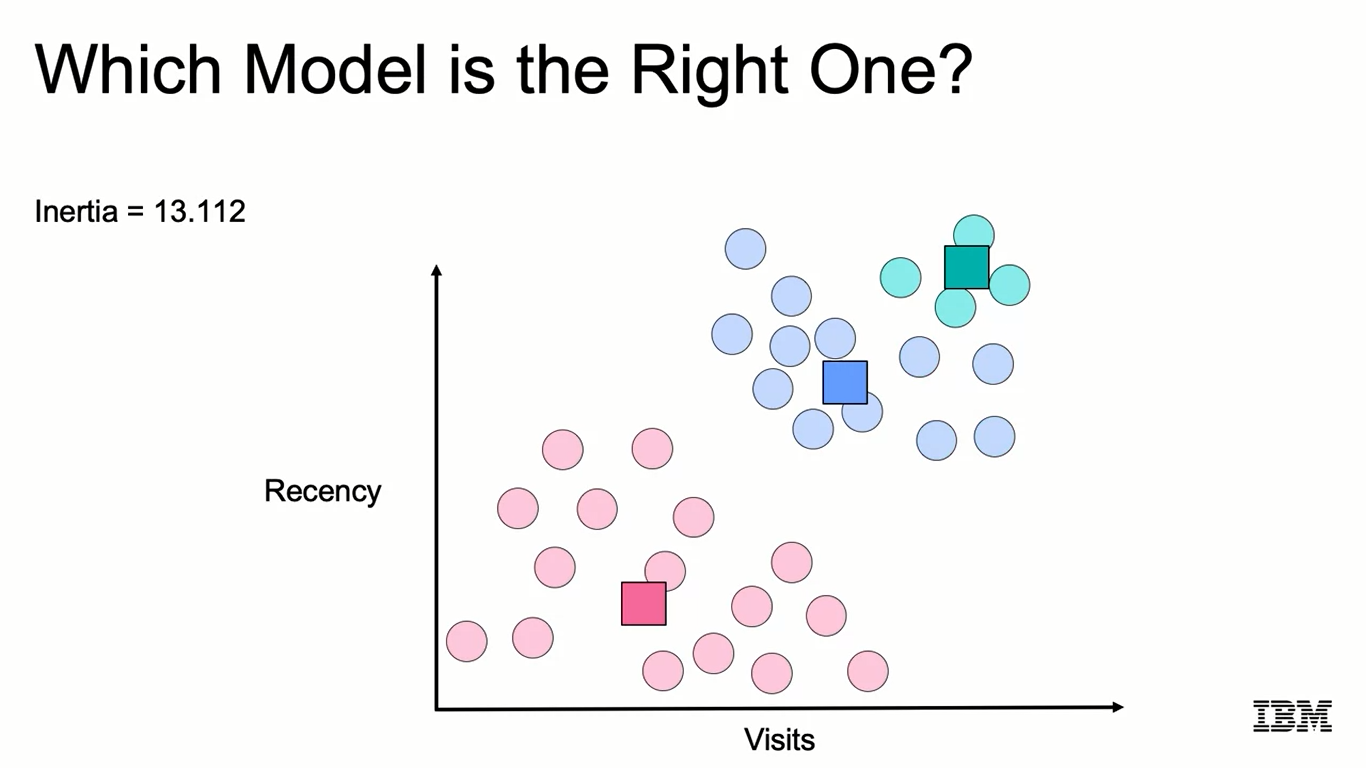 Which Model is the Right One?
Inertia = 13.112
Recency
Visits
IBM